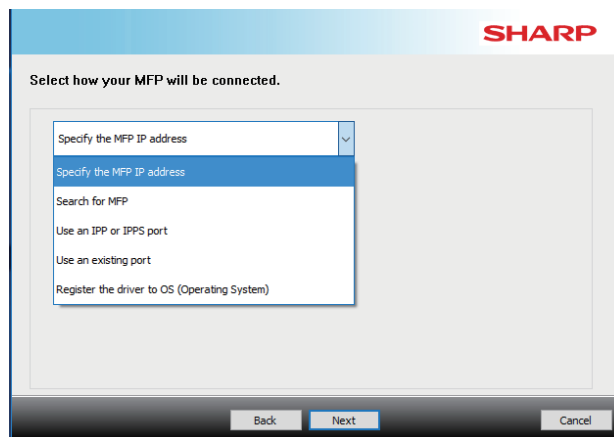 SHARP
Select how your MFP will be connected.
Specify the MFP IP address
Specify the MFP IP address
Search for MFP
Use an IPP or IPPS port
Use an existing port
Register the driver to OS (Operating System)
Back Next Cancel